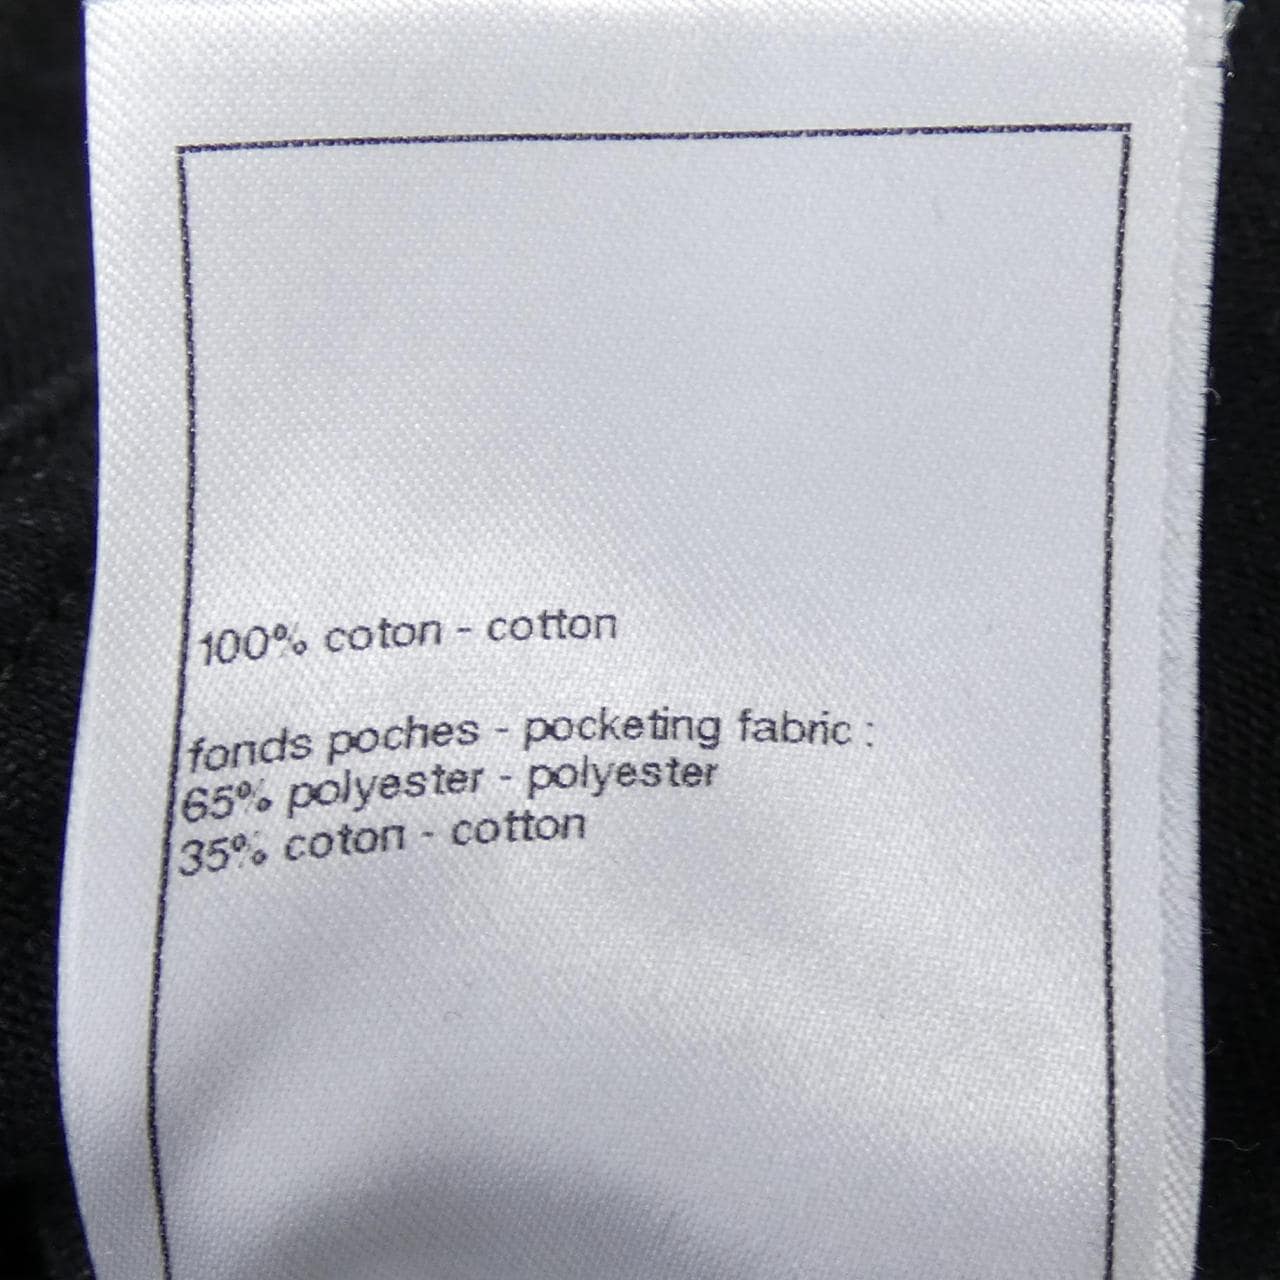 100% coton - cotton
fonds poches - pocketing fabric :
65% polyester - polyester
35% coton - cotton